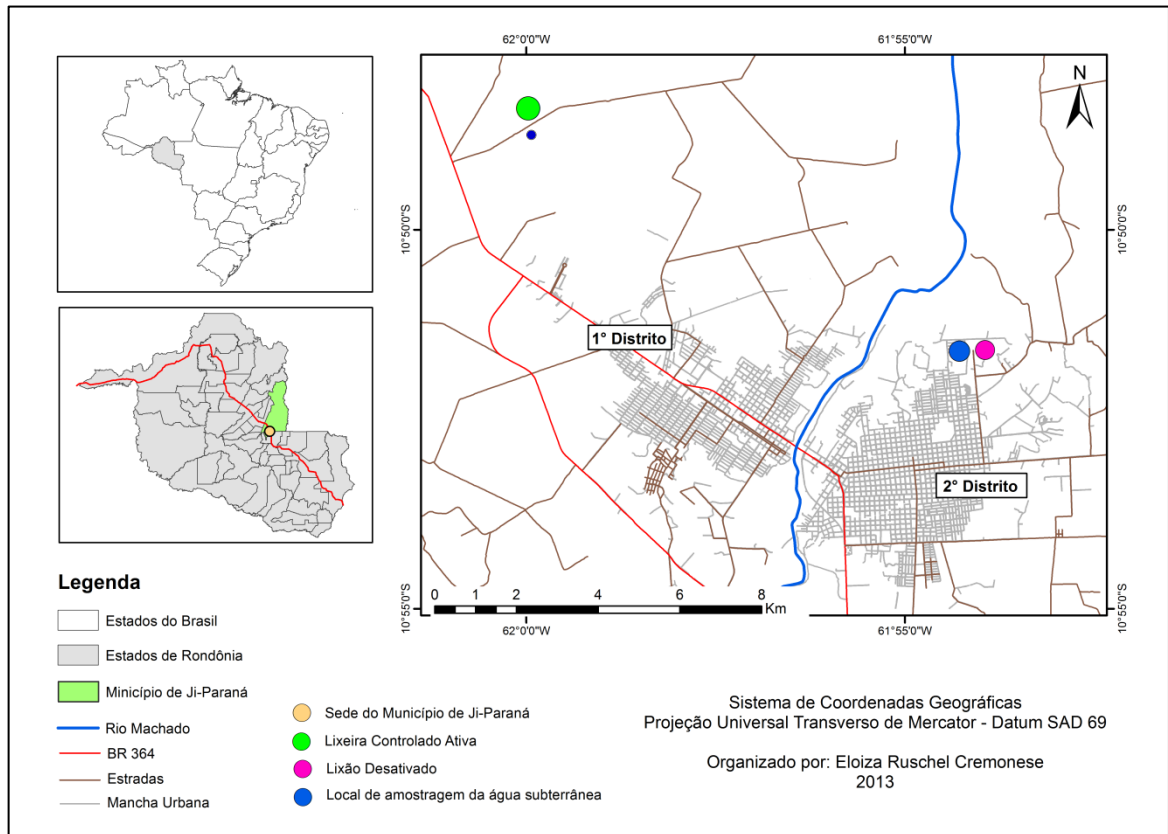 62°0'0"W
61°55'0"W
N
10°50'0"S
10°50'0"S
1° Distrito
2° Distrito
10°55'0"S
10°55'0"S
0 1 2 4 6 8
Km
62°0'0"W
61°55'0"W
Legenda
Estados do Brasil
Estados de Rondônia
Minicípio de Ji-Paraná
Rio Machado
BR 364
Estradas
Mancha Urbana
Sede do Município de Ji-Paraná
Lixeira Controlado Ativa
Lixão Desativado
Local de amostragem da água subterrânea
Sistema de Coordenadas Geográficas
Projeção Universal Transverso de Mercator - Datum SAD 69
Organizado por: Eloiza Ruschel Cremonese
2013